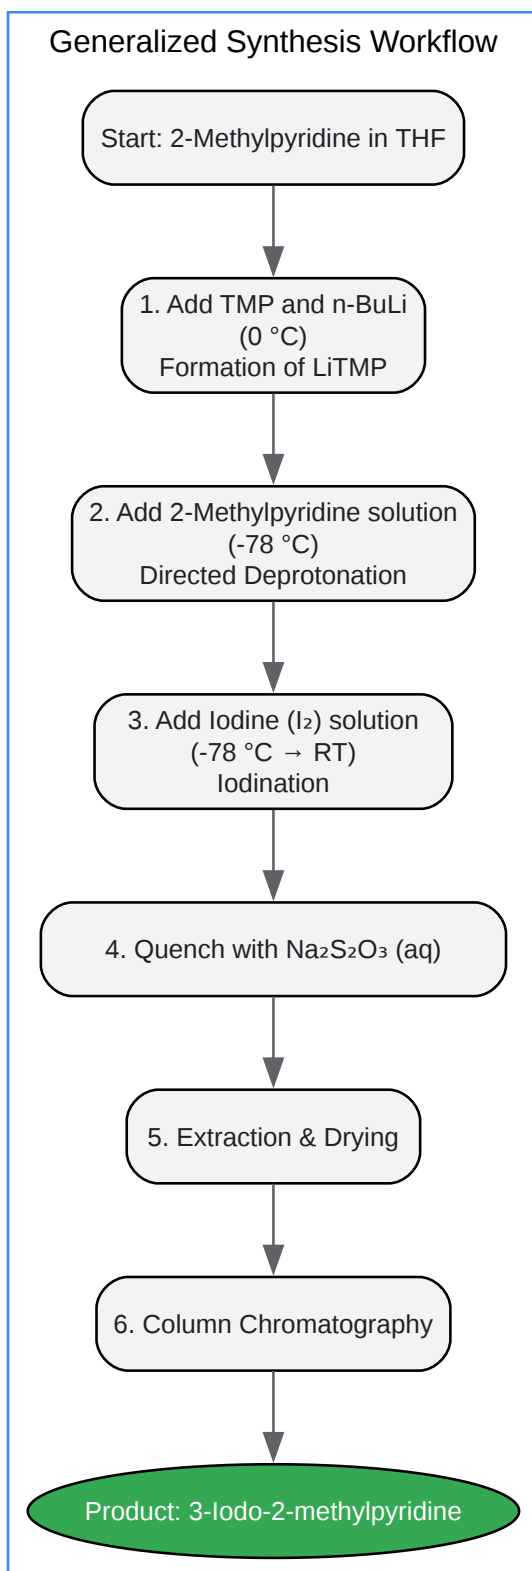 Generalized Synthesis Workflow
Start: 2-Methylpyridine in THF
1. Add TMP and n-BuLi
(0 °C)
Formation of LiTMP
2. Add 2-Methylpyridine solution
(-78 °C)
Directed Deprotonation
3. Add Iodine (I₂) solution
(-78 °C → RT)
Iodination
4. Quench with Na₂S₂O₃ (aq)
5. Extraction & Drying
6. Column Chromatography
Product: 3-Iodo-2-methylpyridine